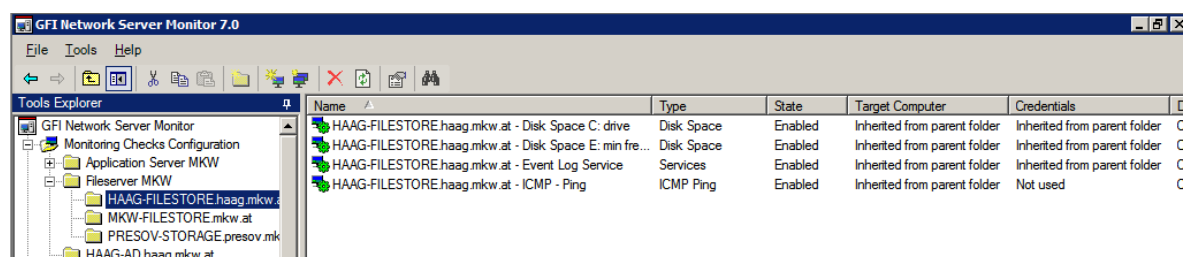 GFI Network Server Monitor 7.0
File Tools Help
Tools Explorer
Name Type State Target Computer Credentials
GFI Network Server Monitor
Monitoring Checks Configuration
Application Server MKW
Fileserver MKW
HAAG-FILESTORE.haag.mkw.a
MKW-FILESTORE.mkw.at
PRESOV-STORAGE.presov.mk
HAAG-AD.haag.mkw.at
HAAG-FILESTORE.haag.mkw.at - Disk Space C: drive Disk Space Enabled Inherited from parent folder Inherited from parent folder
HAAG-FILESTORE.haag.mkw.at - Disk Space E: min fre... Disk Space Enabled Inherited from parent folder Inherited from parent folder
HAAG-FILESTORE.haag.mkw.at - Event Log Service Services Enabled Inherited from parent folder Inherited from parent folder
HAAG-FILESTORE.haag.mkw.at - ICMP - Ping ICMP Ping Enabled Inherited from parent folder Not used